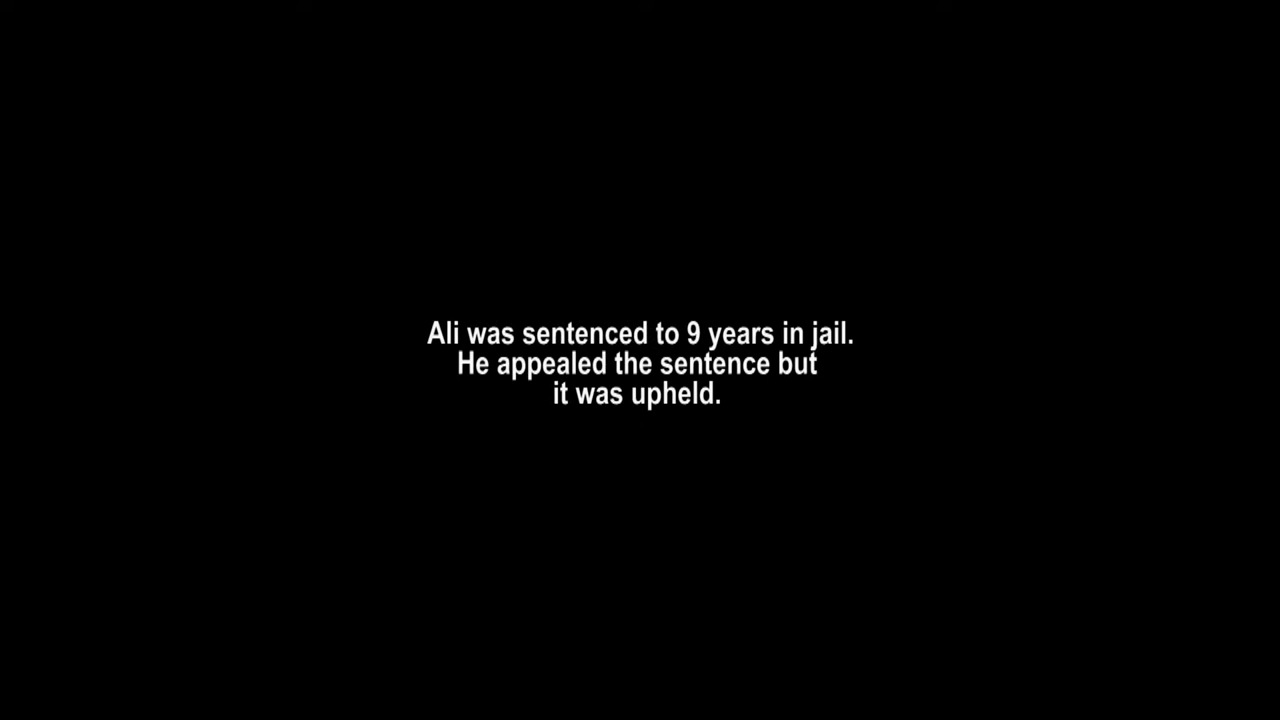 Ali was sentenced to 9 years in jail.
He appealed the sentence but
it was upheld.